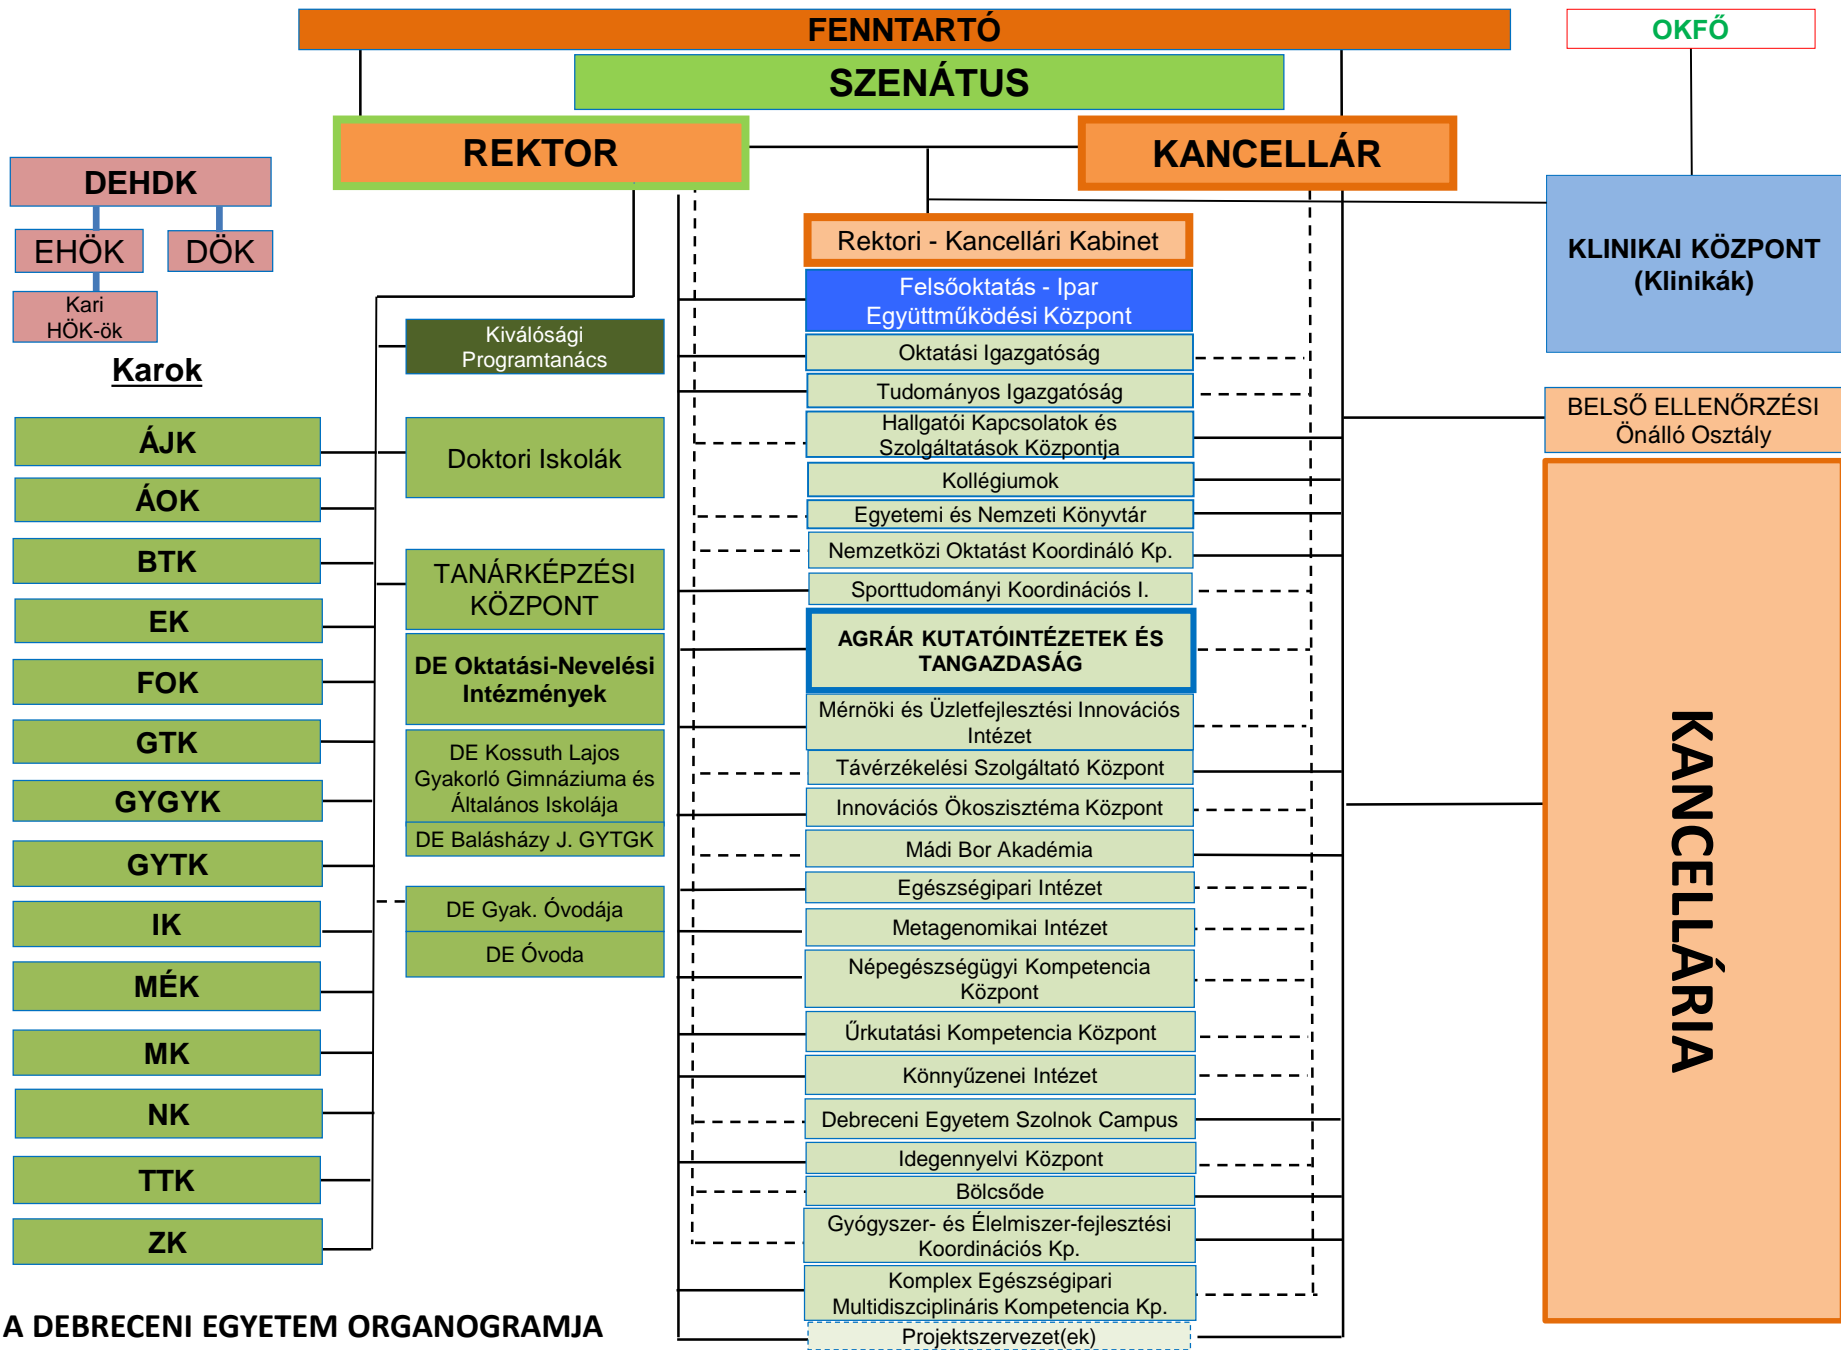 FENNTARTÓ
OKFŐ
SZENÁTUS
REKTOR
KANCELLÁR
DEHDK
EHÖK
DÖK
Kari
HÖK-ök
Karok
ÁJK
ÁOK
BTK
EK
FOK
GTK
GYGYK
GYTK
IK
MÉK
MK
NK
TTK
ZK
Kiválósági
Programtanács
Doktori Iskolák
TANÁRKÉPZÉSI
KÖZPONT
DE Oktatási-Nevelési
Intézmények
DE Kossuth Lajos
Gyakorló Gimnáziuma és
Általános Iskolája
DE Balásházy J. GYTGK
DE Gyak. Óvodája
DE Óvoda
Rektori - Kancellári Kabinet
Felsőoktatás - Ipar
Együttműködési Központ
Oktatási Igazgatóság
Tudományos Igazgatóság
Hallgatói Kapcsolatok és
Szolgáltatások Központja
Kollégiumok
Egyetemi és Nemzeti Könyvtár
Nemzetközi Oktatást Koordináló Kp.
Sporttudományi Koordinációs I.
AGRÁR KUTATÓINTÉZETEK ÉS
TANGAZDASÁG
Mérnöki és Üzletfejlesztési Innovációs
Intézet
Távérzékelési Szolgáltató Központ
Innovációs Ökoszisztéma Központ
Mádi Bor Akadémia
Egészségipari Intézet
Metagenomikai Intézet
Népegészségügyi Kompetencia
Központ
Űrkutatási Kompetencia Központ
Könnyűzenei Intézet
Debreceni Egyetem Szolnok Campus
Idegennyelvi Központ
Bölcsőde
Gyógyszer- és Élelmiszer-fejlesztési
Koordinációs Kp.
Komplex Egészségipari
Multidiszciplináris Kompetencia Kp.
Projektszervezet(ek)
KLINIKAI KÖZPONT
(Klinikák)
BELSŐ ELLENŐRZÉSI
Önálló Osztály
KANCELLÁRIA
A DEBRECENI EGYETEM ORGANOGRAMJA